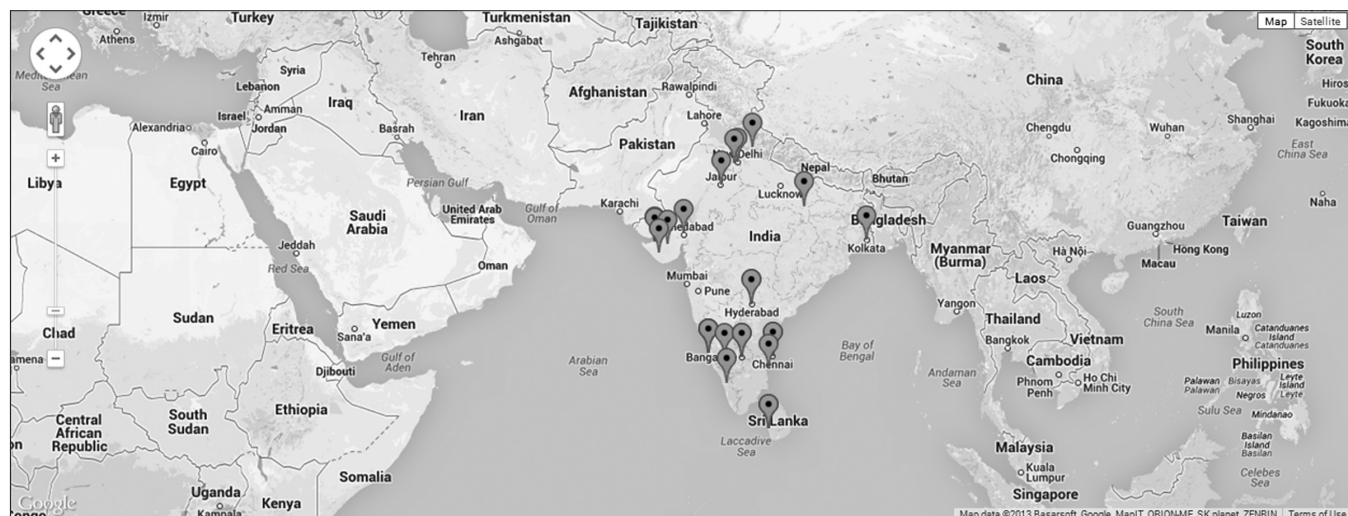 Greece
Izmir
Turkey
Turkmenistan
Tajikistan
Map
Satellite
Athens
Ashgabat
South
Korea
Tehran
Mediterranean
Sea
Syria
Lebanon
Afghanistan
Rawalpindi
China
Iraq
Israel
Amman
Jordan
Iran
Lahore
Alexandria
Basrah
Cairo
Pakistan
Delhi
Chengdu
Wuhan
Shanghai
Chongqing
East
China Sea
Libya
Egypt
Persian Gulf
Jaipur
Nepal
Lucknow
Bhutan
Karachi
Gulf of
Oman
United Arab
Emirates
Saudi
Arabia
Bangladesh
Naha
Taiwan
Guangzhou
India
Kolkata
Jeddah
Red Sea
Oman
Myanmar
(Burma)
Hà Nội
Hông Kong
Macau
Laos
Mumbai
Pune
Hyderabad
Yangon
Chad
Sudan
Eritrea
Sana'a
Yemen
Thailand
South
China Sea
Luzon
Manila
Catanduanes
Island
Catanduanes
Bangkok
Vietnam
Gulf of
Aden
Djibouti
Arabian
Sea
Chennai
Bay of
Bengal
Andaman
Sea
Cambodia
Phnom
Penh
Ho Chi
Minh City
Philippines
Palawan
Palawan
Bisayas
Leyte
Island
Leyte
Negros
Sulu Sea
Mindanao
Central
African
Republic
South
Sudan
Ethiopia
Sri Lanka
Laccadive
Sea
Basilan
Island
Basilan
Celebes
Sea
Malaysia
Kuala
Lumpur
Singapore
Somalia
Uganda
Kampala
Kenya
Google
Map data ©2013 Basarsoft, Google, MapIT, ORION-ME, SK planet, ZENRIN
Terms of Use